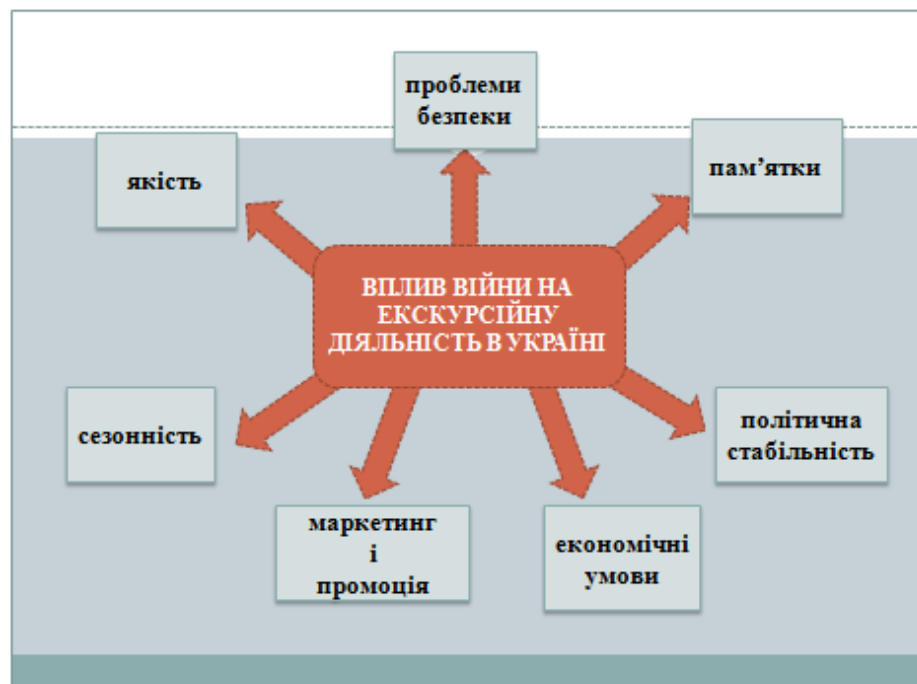 проблеми
безпеки
якість
пам’ятки
ВПЛИВ ВІЙНИ НА
ЕКСКУРСІЙНУ
ДІЯЛЬНІСТЬ В УКРАЇНІ
сезонність
політична
стабільність
маркетинг
і
промоція
економічні
умови